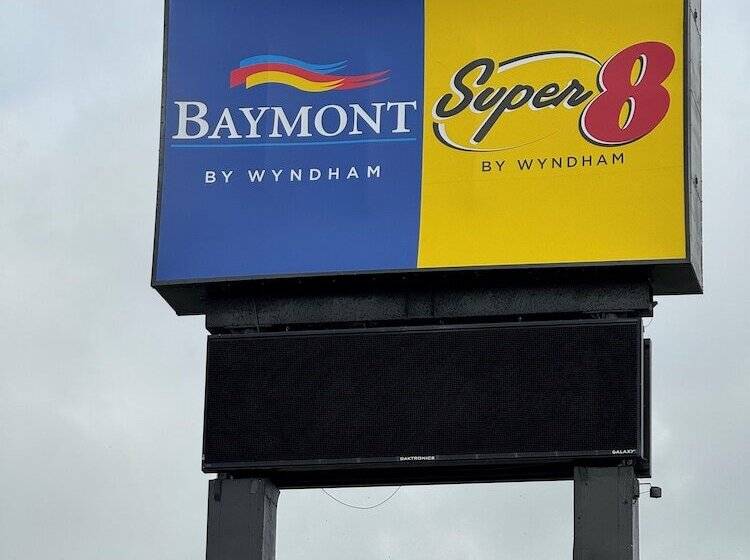 BAYMONT
BY WYNDHAM
Super 8
BY WYNDHAM
DAKTRONICS
GALAXY